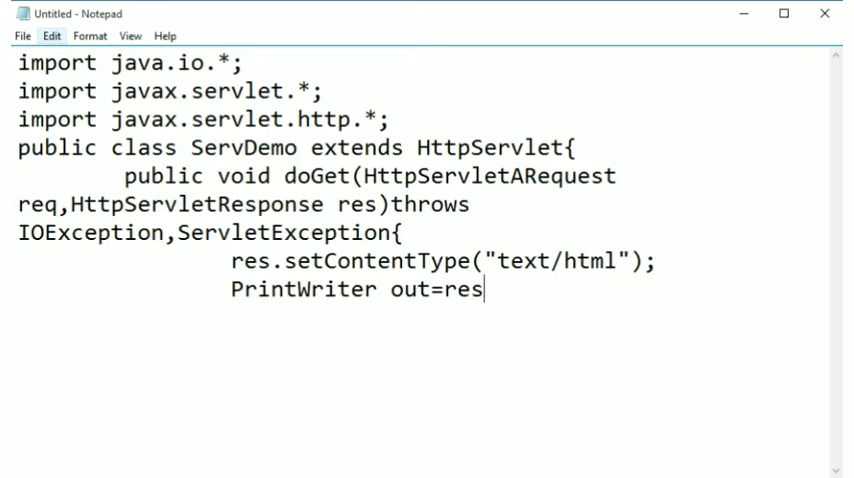 Untitled - Notepad
File Edit Format View Help
import java.io.*;
import javax.servlet.*;
import javax.servlet.http.*;
public class ServDemo extends HttpServlet{
public void doGet(HttpServletARequest
req,HttpServletResponse res)throws
IOException,ServletException{
res.setContentType("text/html");
PrintWriter out=res